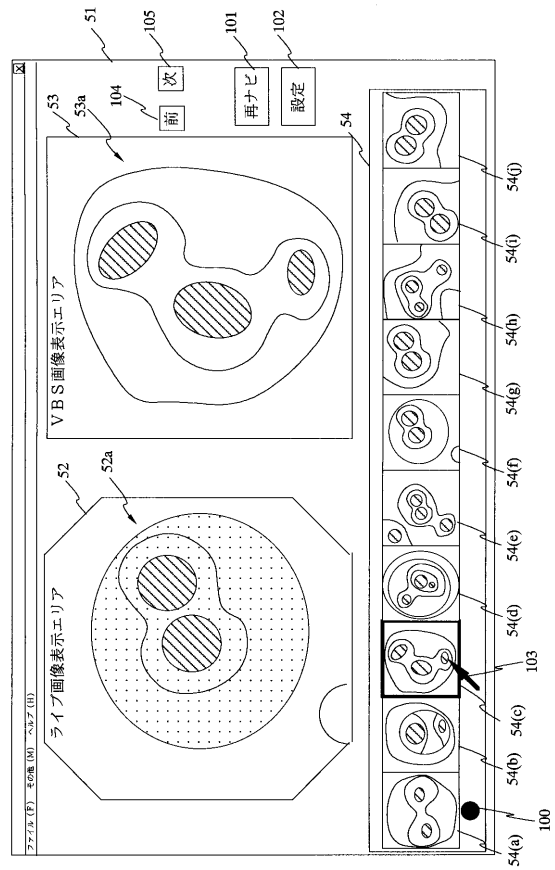 ファイル (F) その他 (M) ヘルプ (H)
ライブ画像表示エリア
ＶＢＳ画像表示エリア
52
52a
53
53a
104
105
51
前
次
101
再ナビ
102
設定
54
54(a)
54(b)
54(c)
54(d)
54(e)
54(f)
54(g)
54(h)
54(i)
54(j)
100
103